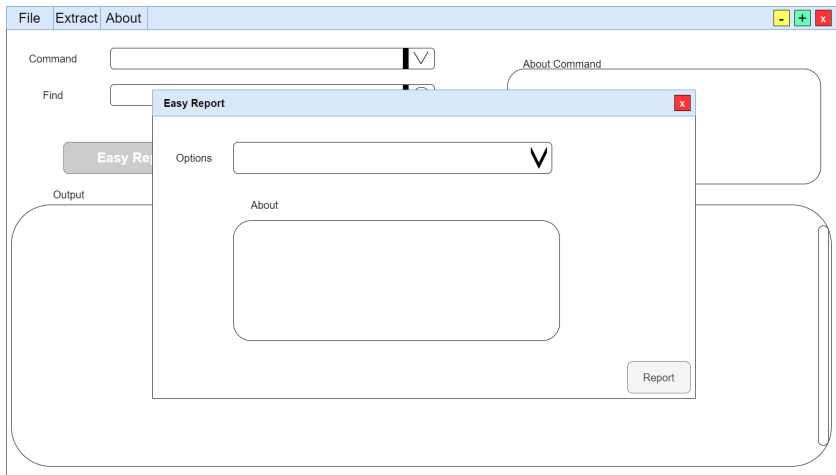 File Extract About
- + x
Command
About Command
Find
Easy Report
x
Easy Rep
Options
Output
About
Report